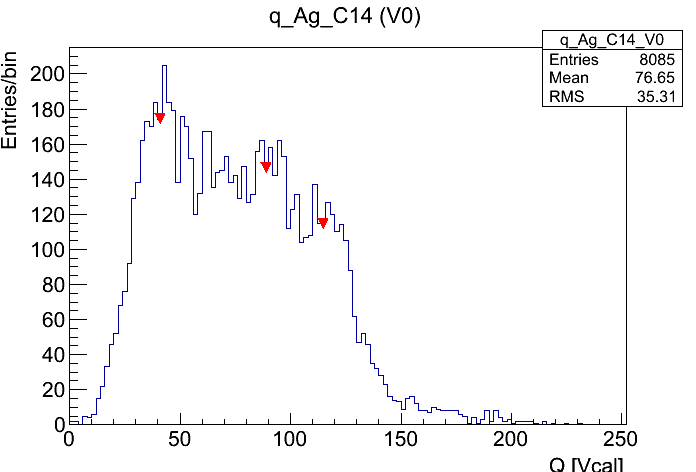 q_Ag_C14 (V0)
q_Ag_C14_V0
Entries 8085
Mean 76.65
RMS 35.31
Entries/bin
200
180
160
140
120
100
80
60
40
20
0
0 50 100 150 200 250
Q [Vcal]